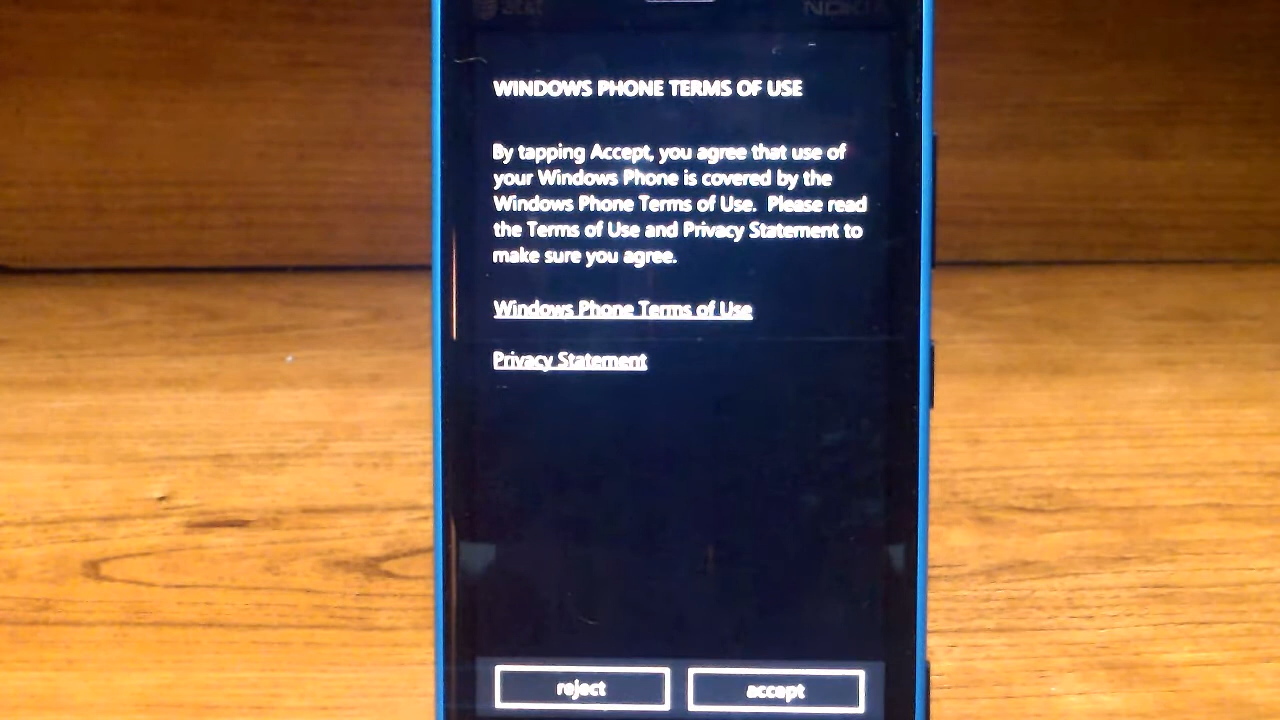 at&t NOKIA
WINDOWS PHONE TERMS OF USE
By tapping Accept, you agree that use of
your Windows Phone is covered by the
Windows Phone Terms of Use.  Please read
the Terms of Use and Privacy Statement to
make sure you agree.
Windows Phone Terms of Use
Privacy Statement
reject accept